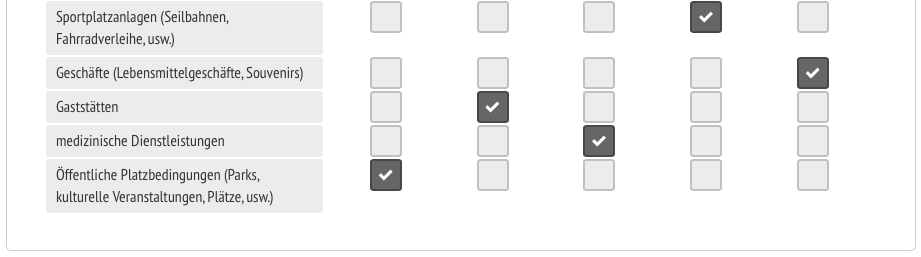 Sportplatzanlagen (Seilbahnen,
Fahrradverleihe, usw.)
Geschäfte (Lebensmittelgeschäfte, Souvenirs)
Gaststätten
medizinische Dienstleistungen
Öffentliche Platzbedingungen (Parks,
kulturelle Veranstaltungen, Plätze, usw.)